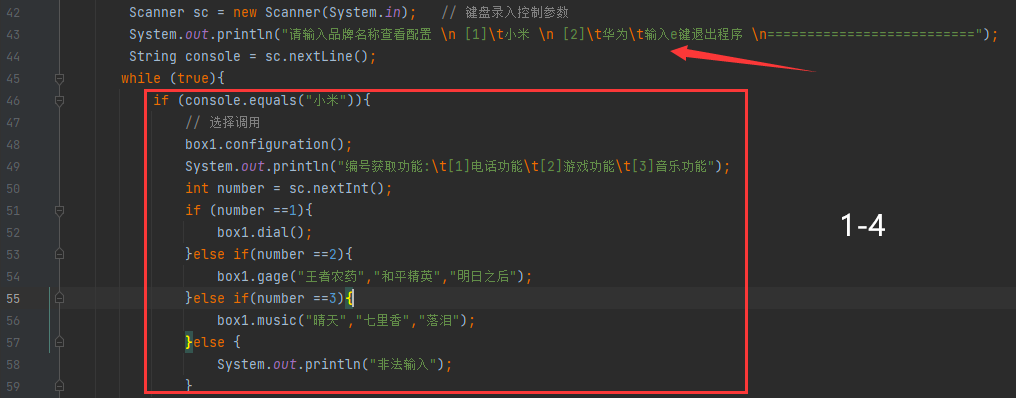 42 Scanner sc = new Scanner(System.in); // 键盘录入控制参数
43 System.out.println("请输入品牌名称查看配置 \n [1]\t小米 \n [2]\t华为\t输入e键退出程序 \n==========================");
44 String console = sc.nextLine();
45 while (true){
46 if (console.equals("小米")){
47 // 选择调用
48 box1.configuration();
49 System.out.println("编号获取功能:\t[1]电话功能\t[2]游戏功能\t[3]音乐功能");
50 int number = sc.nextInt();
51 if (number ==1){
52 box1.dial();
53 }else if(number ==2){
54 box1.gage("王者农药","和平精英","明日之后");
55 }else if(number ==3){
56 box1.music("晴天","七里香","落泪");
57 }else {
58 System.out.println("非法输入");
59 }
1-4